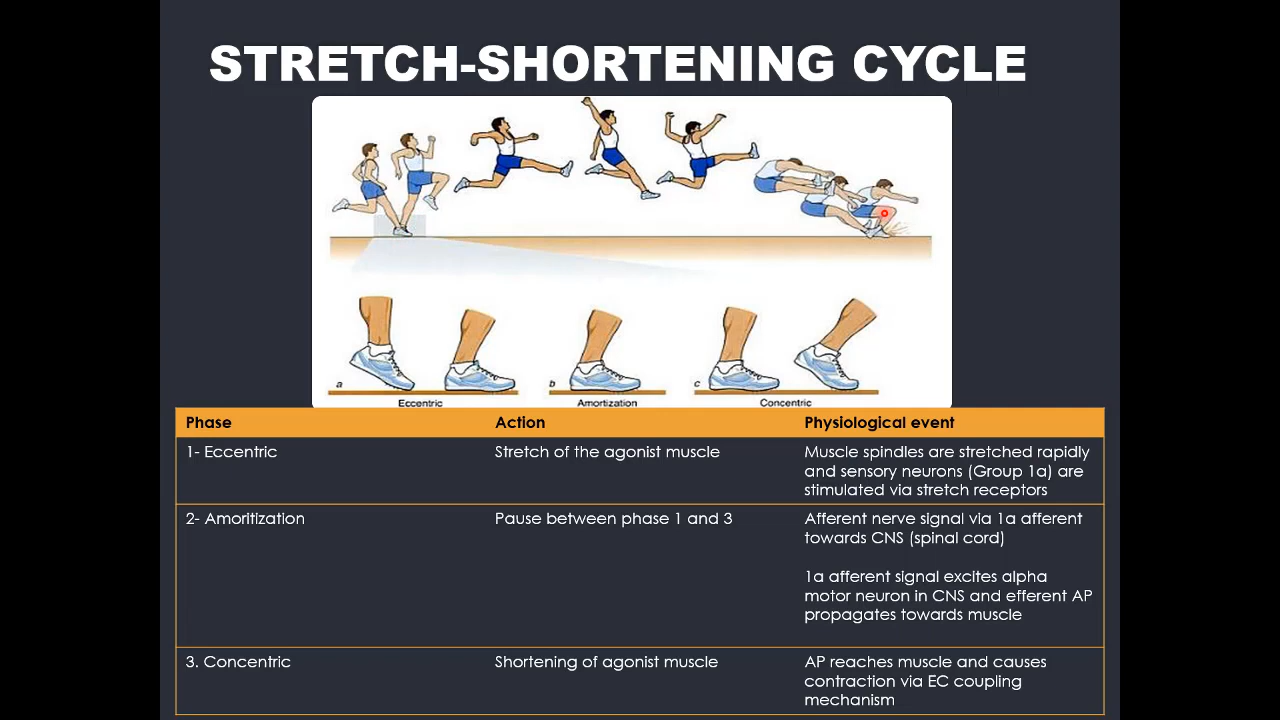 STRETCH-SHORTENING CYCLE
a
b
c
Eccentric
Amortization
Concentric
Phase
Action
Physiological event
1- Eccentric
Stretch of the agonist muscle
Muscle spindles are stretched rapidly
and sensory neurons (Group 1a) are
stimulated via stretch receptors
2- Amoritization
Pause between phase 1 and 3
Afferent nerve signal via 1a afferent
towards CNS (spinal cord)
1a afferent signal excites alpha
motor neuron in CNS and efferent AP
propagates towards muscle
3. Concentric
Shortening of agonist muscle
AP reaches muscle and causes
contraction via EC coupling
mechanism